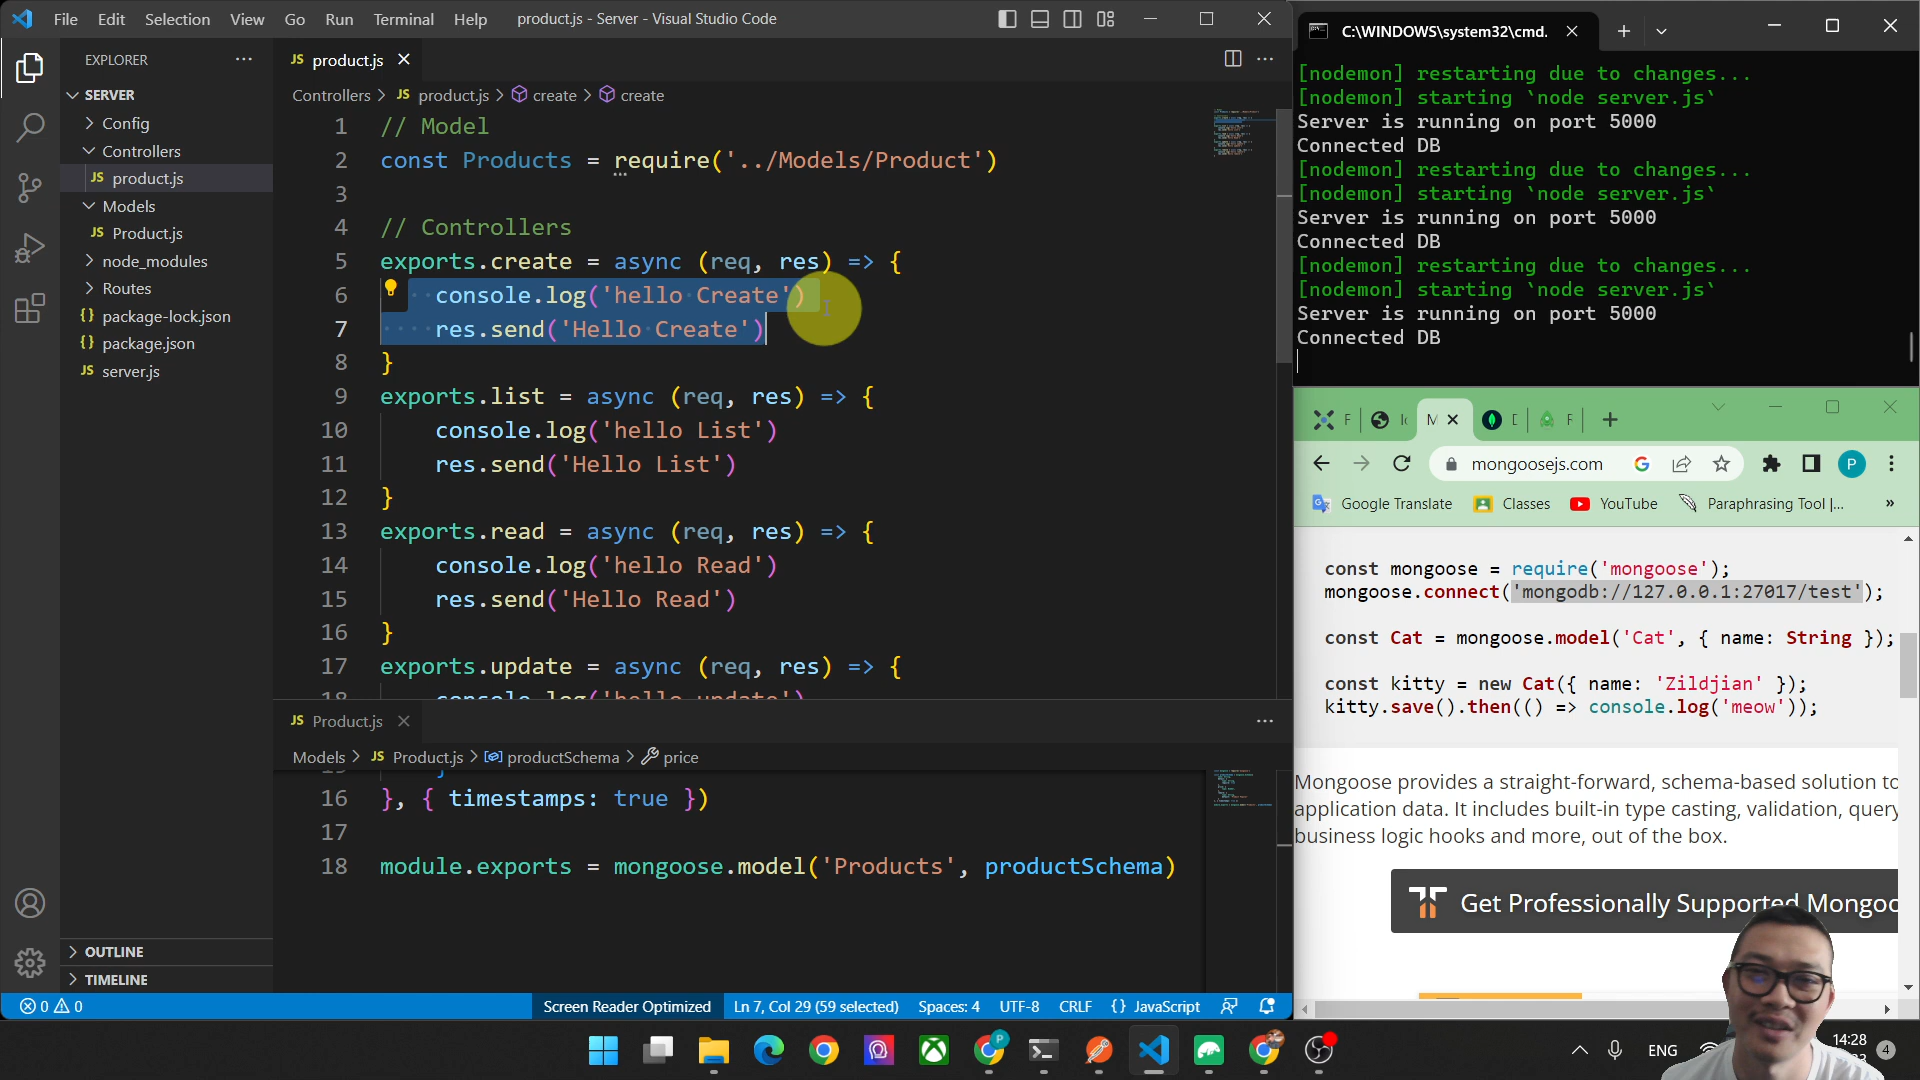 File Edit Selection View Go Run Terminal Help product.js - Server - Visual Studio Code
EXPLORER
SERVER
Config
Controllers
JS product.js
Models
JS Product.js
node_modules
Routes
{} package-lock.json
{} package.json
JS server.js
OUTLINE
TIMELINE
JS product.js
Controllers > JS product.js > create > create
1 // Model
2 const Products = require('../Models/Product')
3
4 // Controllers
5 exports.create = async (req, res) => {
6 console.log('hello Create')
7 res.send('Hello Create')
8 }
9 exports.list = async (req, res) => {
10 console.log('hello List')
11 res.send('Hello List')
12 }
13 exports.read = async (req, res) => {
14 console.log('hello Read')
15 res.send('Hello Read')
16 }
17 exports.update = async (req, res) => {
18 console.log('hello update')
JS Product.js
Models > JS Product.js > productSchema > price
15 }
16 }, { timestamps: true })
17
18 module.exports = mongoose.model('Products', productSchema)
0 0 Screen Reader Optimized Ln 7, Col 29 (59 selected) Spaces: 4 UTF-8 CRLF {} JavaScript
C:\WINDOWS\system32\cmd.
[nodemon] restarting due to changes...
[nodemon] starting `node server.js`
Server is running on port 5000
Connected DB
[nodemon] restarting due to changes...
[nodemon] starting `node server.js`
Server is running on port 5000
Connected DB
[nodemon] restarting due to changes...
[nodemon] starting `node server.js`
Server is running on port 5000
Connected DB
mongoosejs.com P
Google Translate Classes YouTube Paraphrasing Tool |... »
const mongoose = require('mongoose');
mongoose.connect('mongodb://127.0.0.1:27017/test');
const Cat = mongoose.model('Cat', { name: String });
const kitty = new Cat({ name: 'Zildjian' });
kitty.save().then(() => console.log('meow'));
Mongoose provides a straight-forward, schema-based solution to
application data. It includes built-in type casting, validation, query
business logic hooks and more, out of the box.
Get Professionally Supported Mongoo
ENG 14:28 4